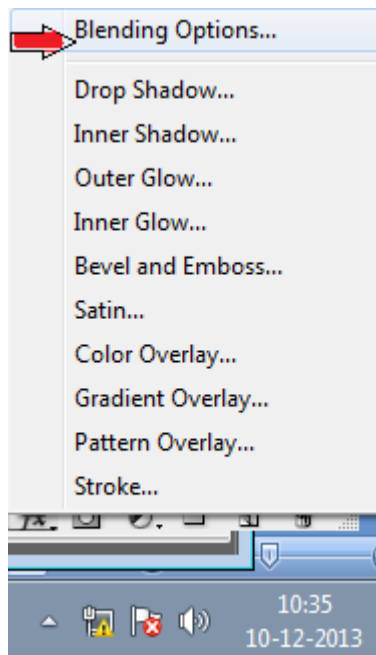 Blending Options...
Drop Shadow...
Inner Shadow...
Outer Glow...
Inner Glow...
Bevel and Emboss...
Satin...
Color Overlay...
Gradient Overlay...
Pattern Overlay...
Stroke...
fx.
10:35
10-12-2013